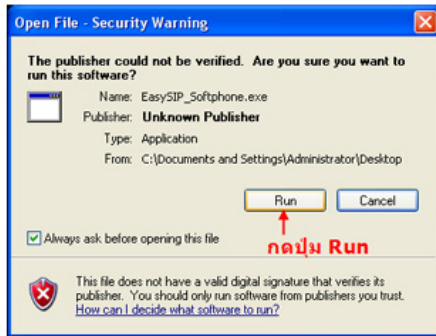 Open File - Security Warning
The publisher could not be verified. Are you sure you want to
run this software?
Name: EasySIP_Softphone.exe
Publisher: Unknown Publisher
Type: Application
From: C:\Documents and Settings\Administrator\Desktop
Run Cancel
Always ask before opening this file
กดปุ่ม Run
This file does not have a valid digital signature that verifies its
publisher. You should only run software from publishers you trust.
How can I decide what software to run?